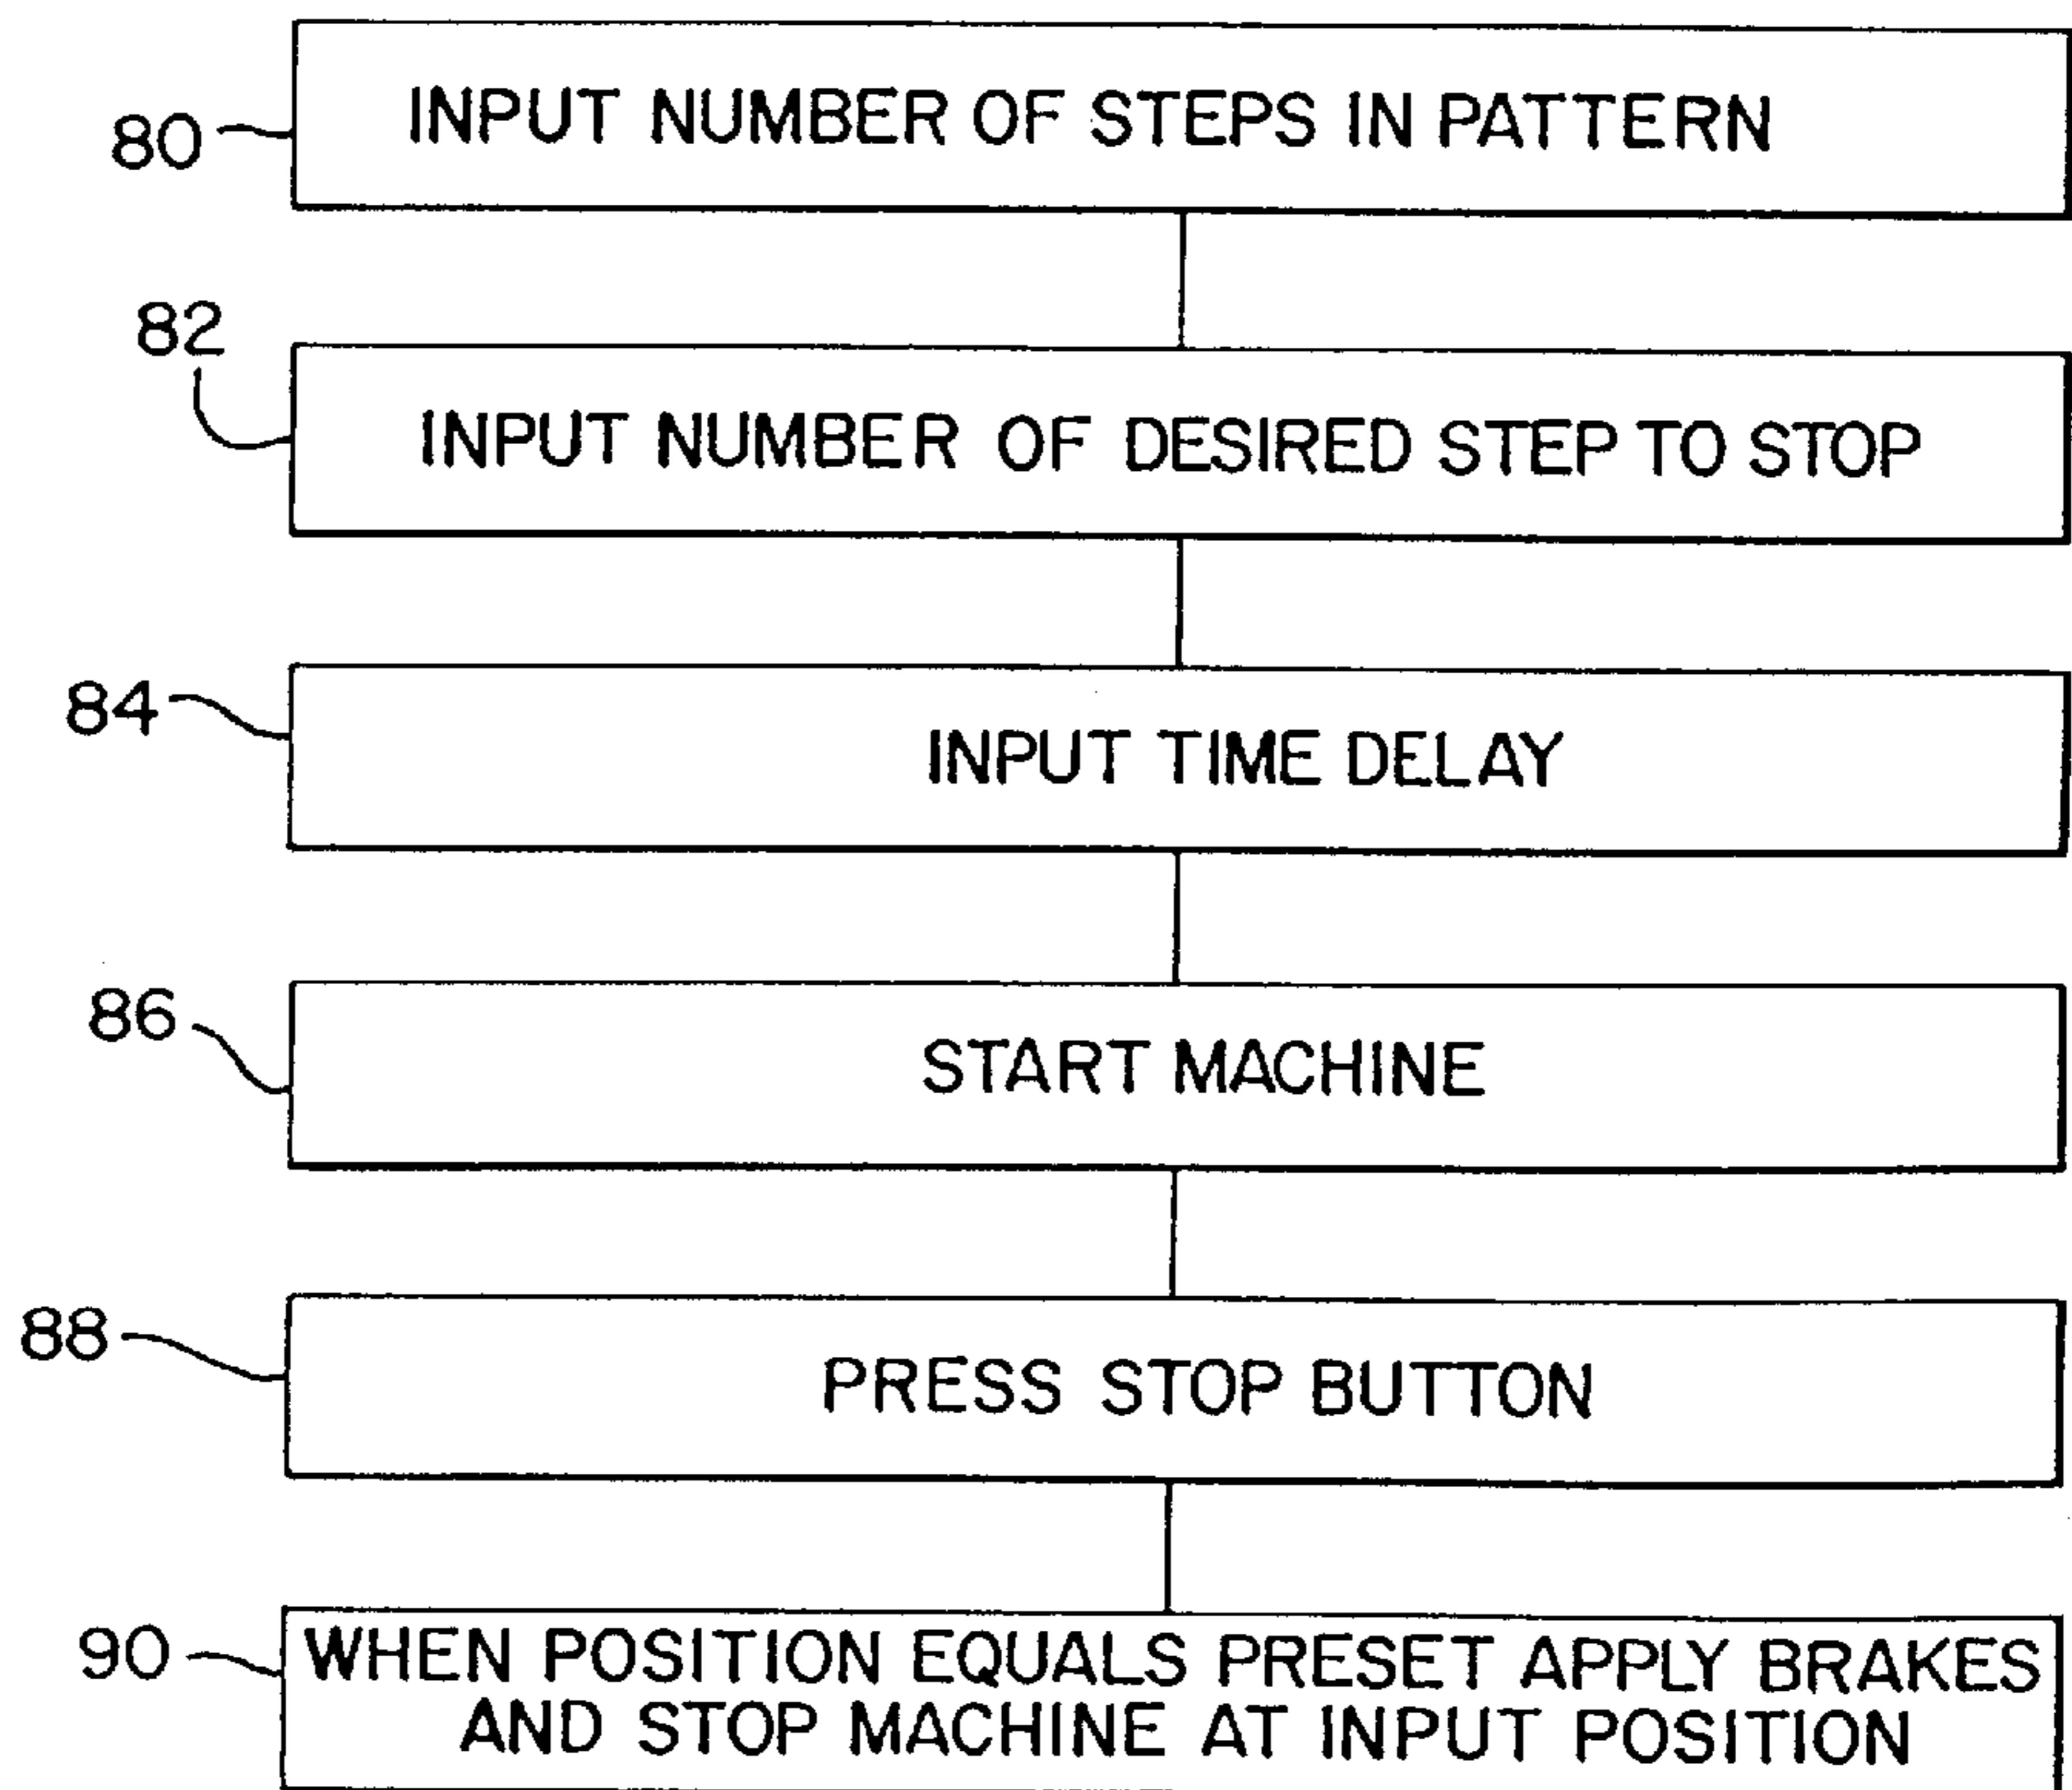 80
INPUT NUMBER OF STEPS IN PATTERN
82
INPUT NUMBER OF DESIRED STEP TO STOP
84
INPUT TIME DELAY
86
START MACHINE
88
PRESS STOP BUTTON
90
WHEN POSITION EQUALS PRESET APPLY BRAKES
AND STOP MACHINE AT INPUT POSITION